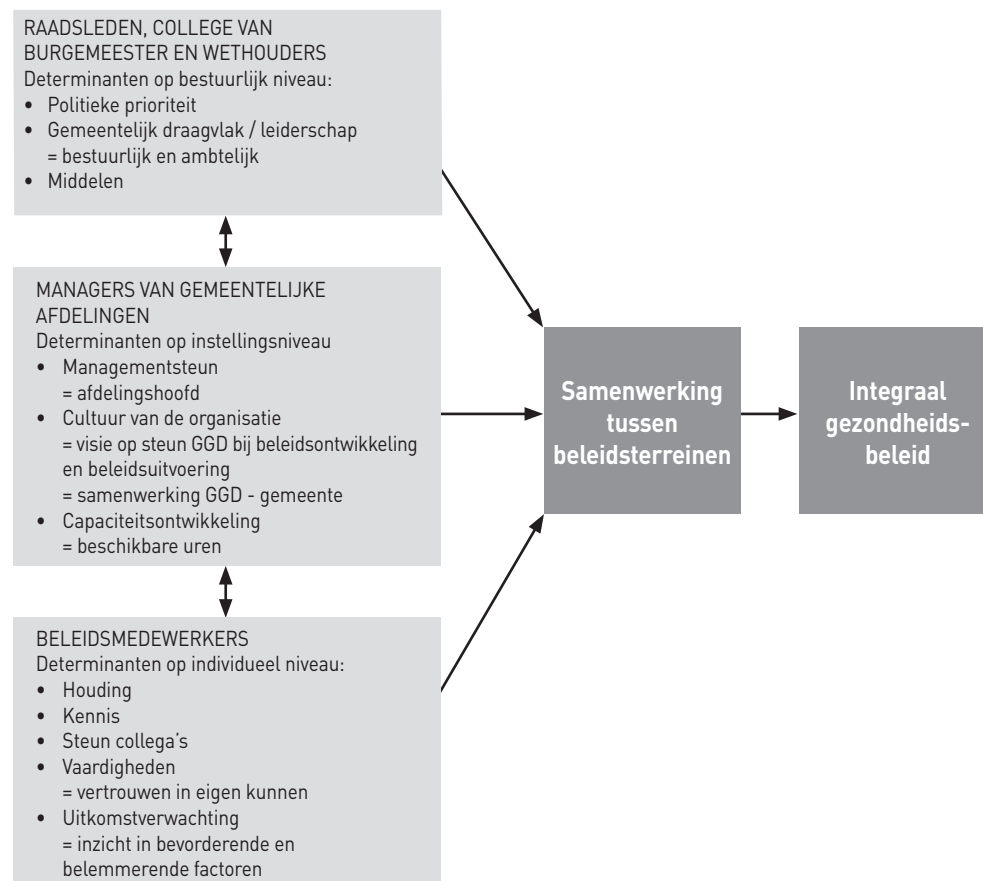 RAADSLEDEN, COLLEGE VAN
BURGEMEESTER EN WETHOUDERS
Determinanten op bestuurlijk niveau:
• Politieke prioriteit
• Gemeentelijk draagvlak / leiderschap
= bestuurlijk en ambtelijk
• Middelen
MANAGERS VAN GEMEENTELIJKE
AFDELINGEN
Determinanten op instellingsniveau
• Managementsteun
= afdelingshoofd
• Cultuur van de organisatie
= visie op steun GGD bij beleidsontwikkeling
en beleidsuitvoering
= samenwerking GGD - gemeente
• Capaciteitsontwikkeling
= beschikbare uren
BELEIDSMEDEWERKERS
Determinanten op individueel niveau:
• Houding
• Kennis
• Steun collega's
• Vaardigheden
= vertrouwen in eigen kunnen
• Uitkomstverwachting
= inzicht in bevorderende en
belemmerende factoren
Samenwerking
tussen
beleidsterreinen
Integraal
gezondheids-
beleid